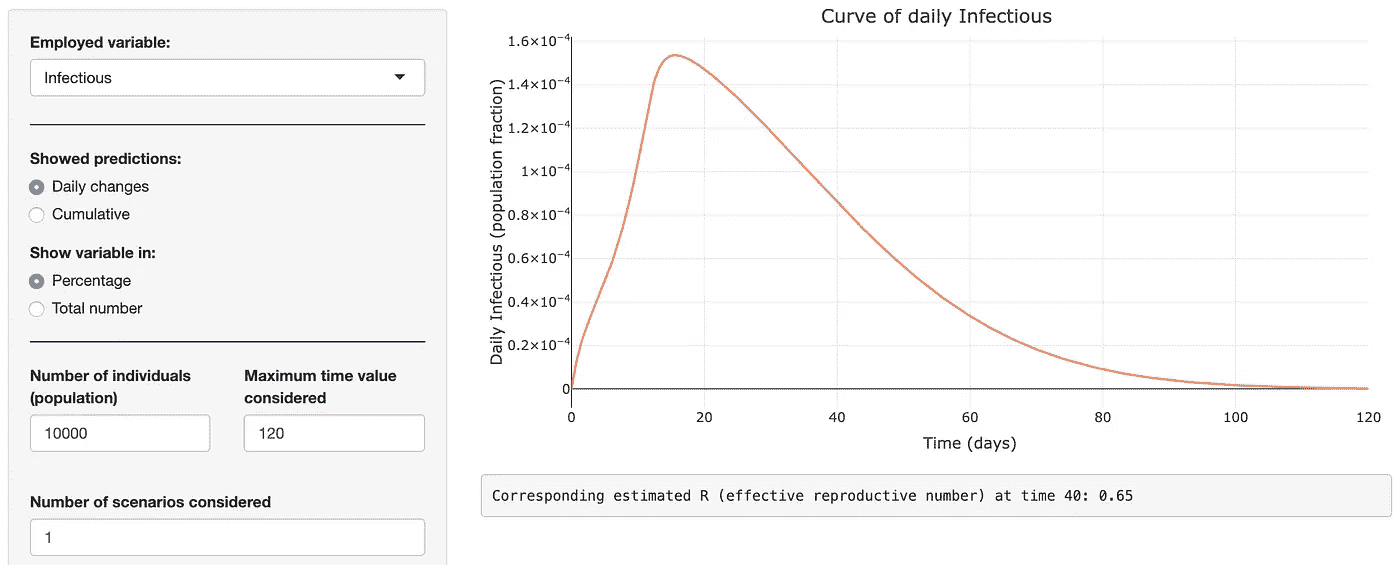 Employed variable:
Infectious
Showed predictions:
Daily changes
Cumulative
Show variable in:
Percentage
Total number
Number of individuals
(population)
10000
Maximum time value
considered
120
Number of scenarios considered
1
Curve of daily Infectious
Daily Infectious (population fraction)
1.6×10⁻⁴
1.4×10⁻⁴
1.2×10⁻⁴
1×10⁻⁴
0.8×10⁻⁴
0.6×10⁻⁴
0.4×10⁻⁴
0.2×10⁻⁴
0
0 20 40 60 80 100 120
Time (days)
Corresponding estimated R (effective reproductive number) at time 40: 0.65